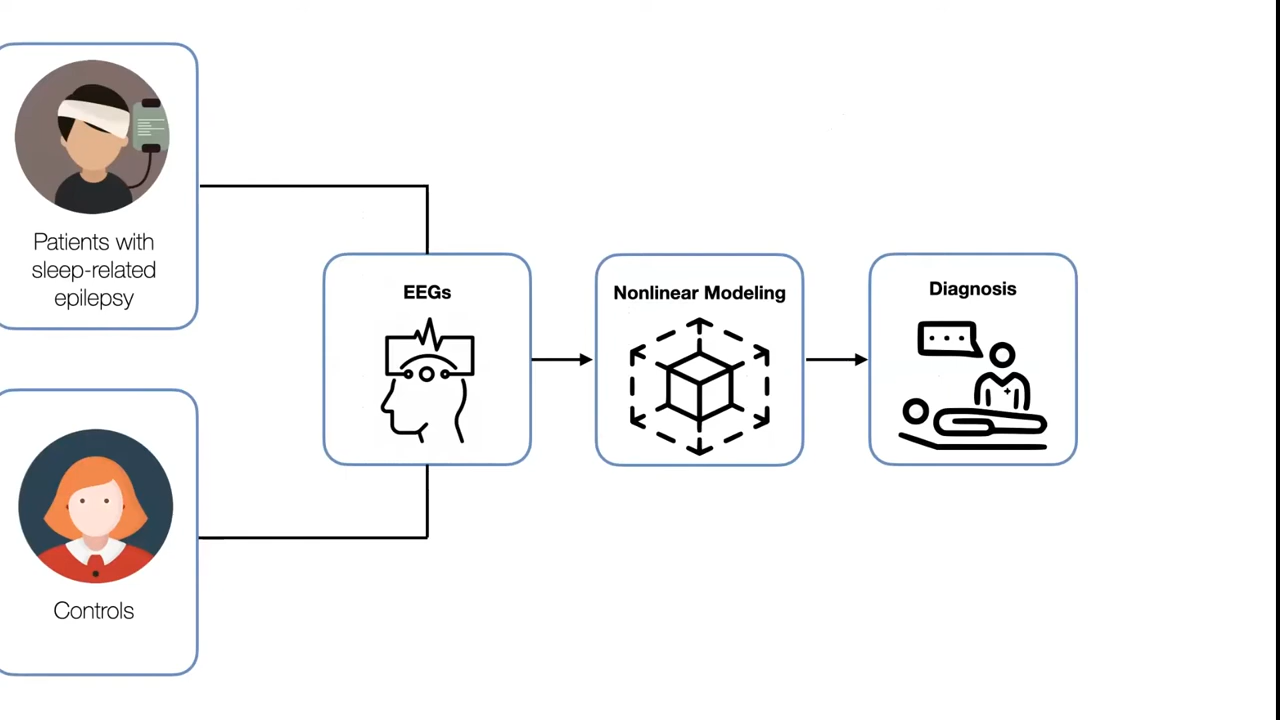 Patients with
sleep-related
epilepsy
EEGs
Nonlinear Modeling
Diagnosis
Controls